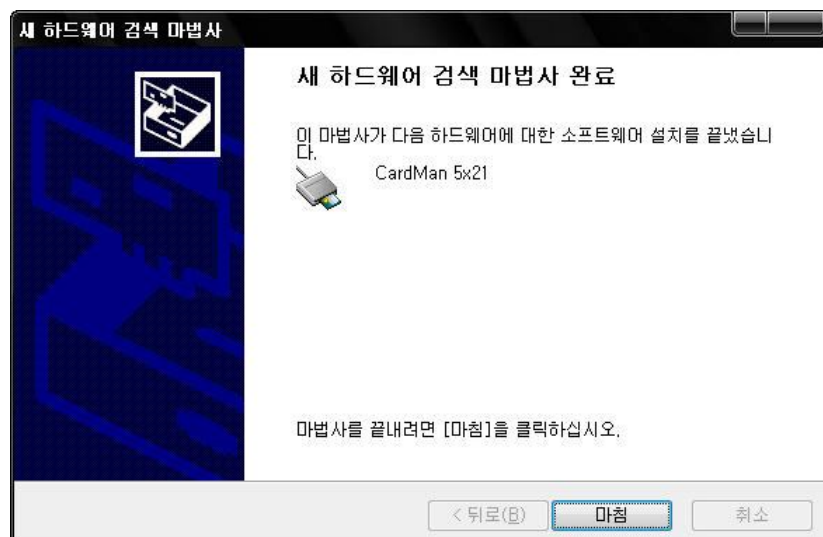 새 하드웨어 검색 마법사
새 하드웨어 검색 마법사 완료
이 마법사가 다음 하드웨어에 대한 소프트웨어 설치를 끝냈습니
다.
CardMan 5x21
마법사를 끝내려면 [마침]을 클릭하십시오.
< 뒤로(B) 마침 취소